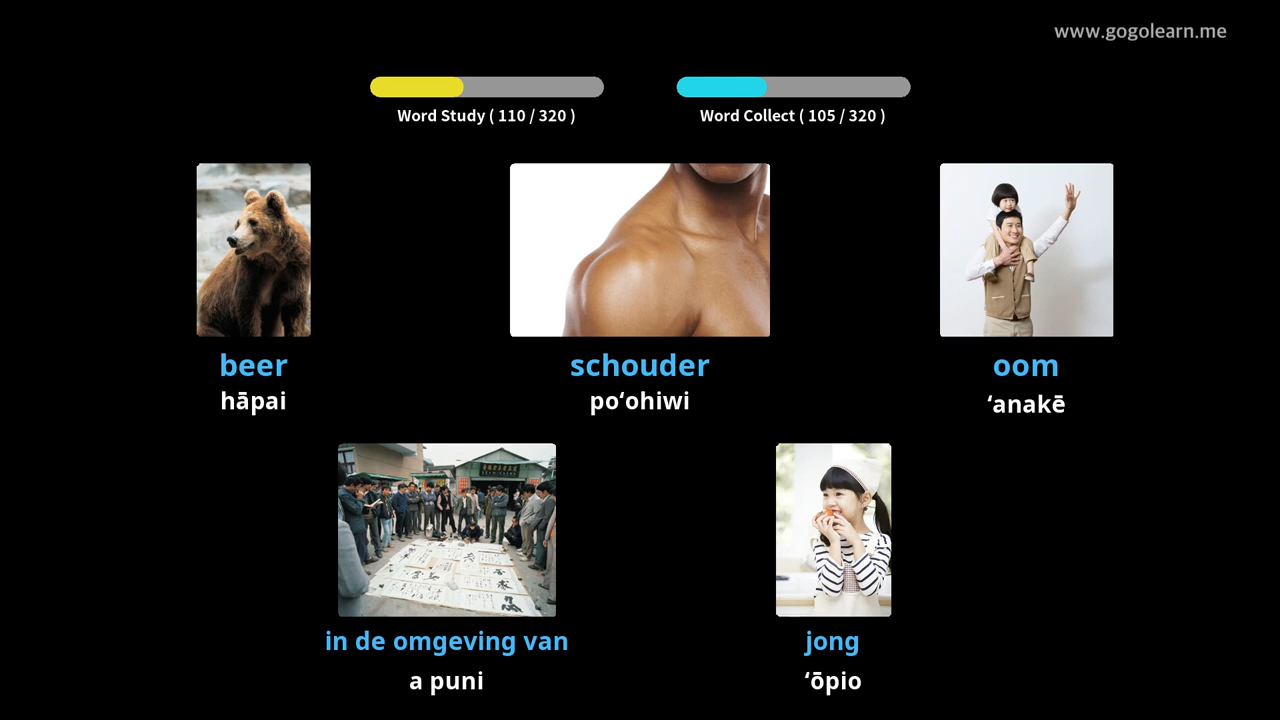 www.gogolearn.me
Word Study ( 110 / 320 )
Word Collect ( 105 / 320 )
beer
hāpai
schouder
poʻohiwi
oom
ʻanakē
in de omgeving van
a puni
jong
ʻōpio